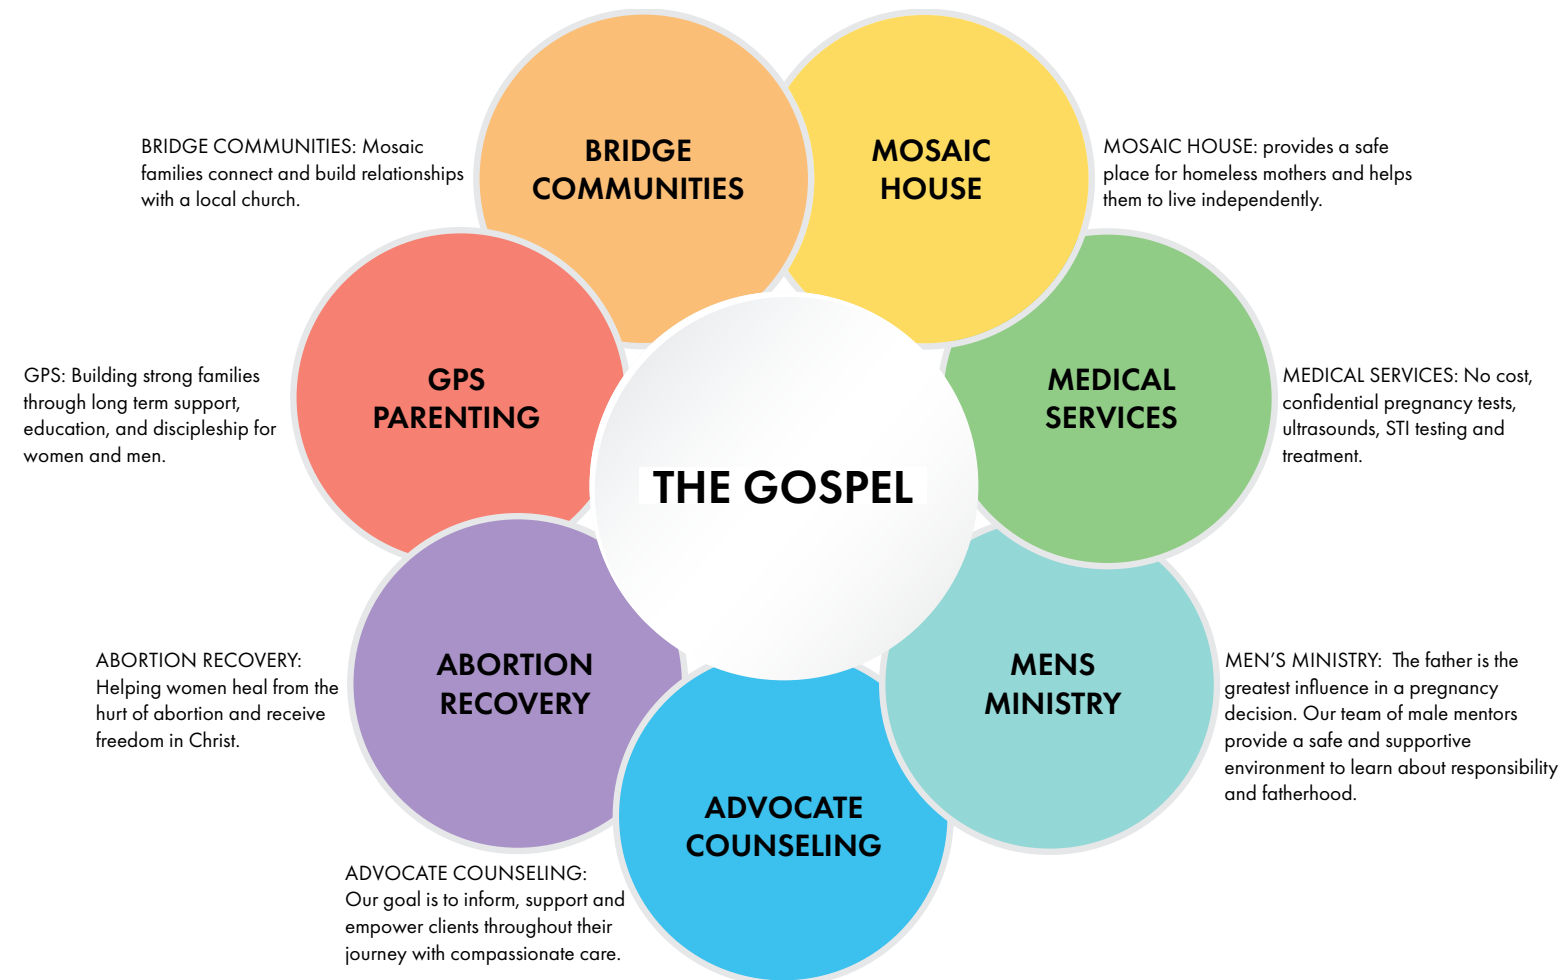 BRIDGE
COMMUNITIES
MOSAIC
HOUSE
BRIDGE COMMUNITIES: Mosaic
families connect and build relationships
with a local church.
MOSAIC HOUSE: provides a safe
place for homeless mothers and helps
them to live independently.
GPS
PARENTING
MEDICAL
SERVICES
GPS: Building strong families
through long term support,
education, and discipleship for
women and men.
MEDICAL SERVICES: No cost,
confidential pregnancy tests,
ultrasounds, STI testing and
treatment.
THE GOSPEL
ABORTION
RECOVERY
MENS
MINISTRY
ABORTION RECOVERY:
Helping women heal from the
hurt of abortion and receive
freedom in Christ.
MEN’S MINISTRY:  The father is the
greatest influence in a pregnancy
decision. Our team of male mentors
provide a safe and supportive
environment to learn about responsibility
and fatherhood.
ADVOCATE
COUNSELING
ADVOCATE COUNSELING:
Our goal is to inform, support and
empower clients throughout their
journey with compassionate care.